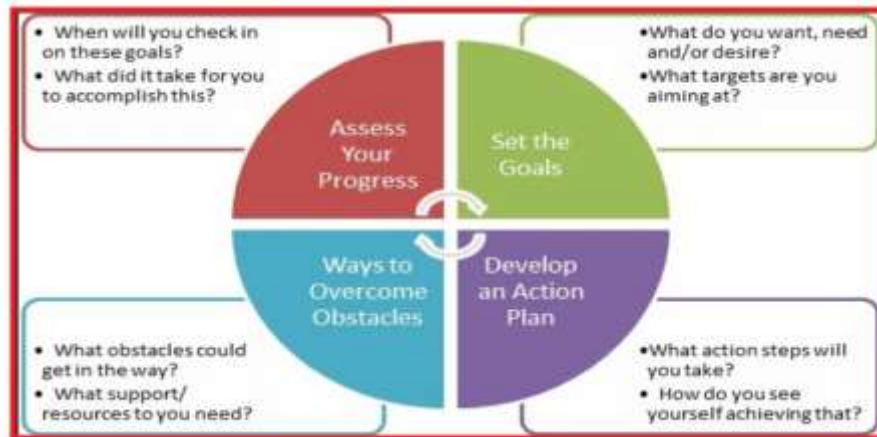 • When will you check in
on these goals?
• What did it take for you
to accomplish this?
•What do you want, need
and/or desire?
•What targets are you
aiming at?
Assess
Your
Progress
Set the
Goals
Ways to
Overcome
Obstacles
Develop
an Action
Plan
• What obstacles could
get in the way?
• What support/
resources to you need?
•What action steps will
you take?
• How do you see
yourself achieving that?